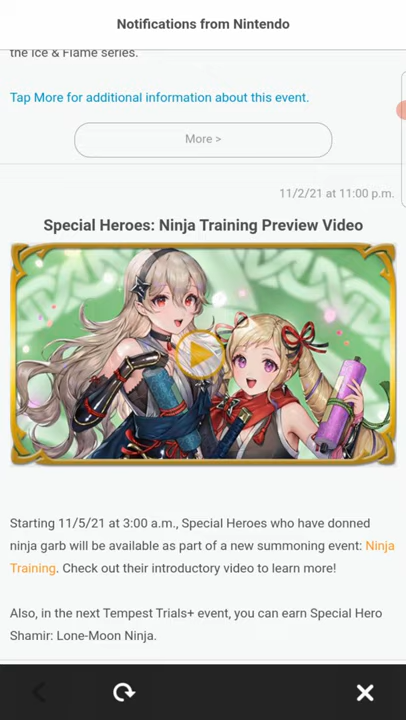 Notifications from Nintendo
the Ice & Flame series.
Tap More for additional information about this event.
More >
11/2/21 at 11:00 p.m.
Special Heroes: Ninja Training Preview Video
Starting 11/5/21 at 3:00 a.m., Special Heroes who have donned
ninja garb will be available as part of a new summoning event: Ninja
Training. Check out their introductory video to learn more!
Also, in the next Tempest Trials+ event, you can earn Special Hero
Shamir: Lone-Moon Ninja.